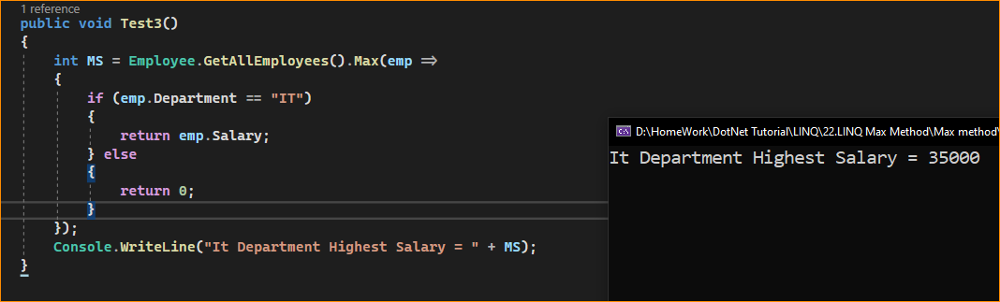 1 reference
public void Test3()
{
int MS = Employee.GetAllEmployees().Max(emp =>
{
if (emp.Department == "IT")
{
return emp.Salary;
} else
{
return 0;
}
});
Console.WriteLine("It Department Highest Salary = " + MS);
}
D:\HomeWork\DotNet Tutorial\LINQ\22.LINQ Max Method\Max method\
It Department Highest Salary = 35000